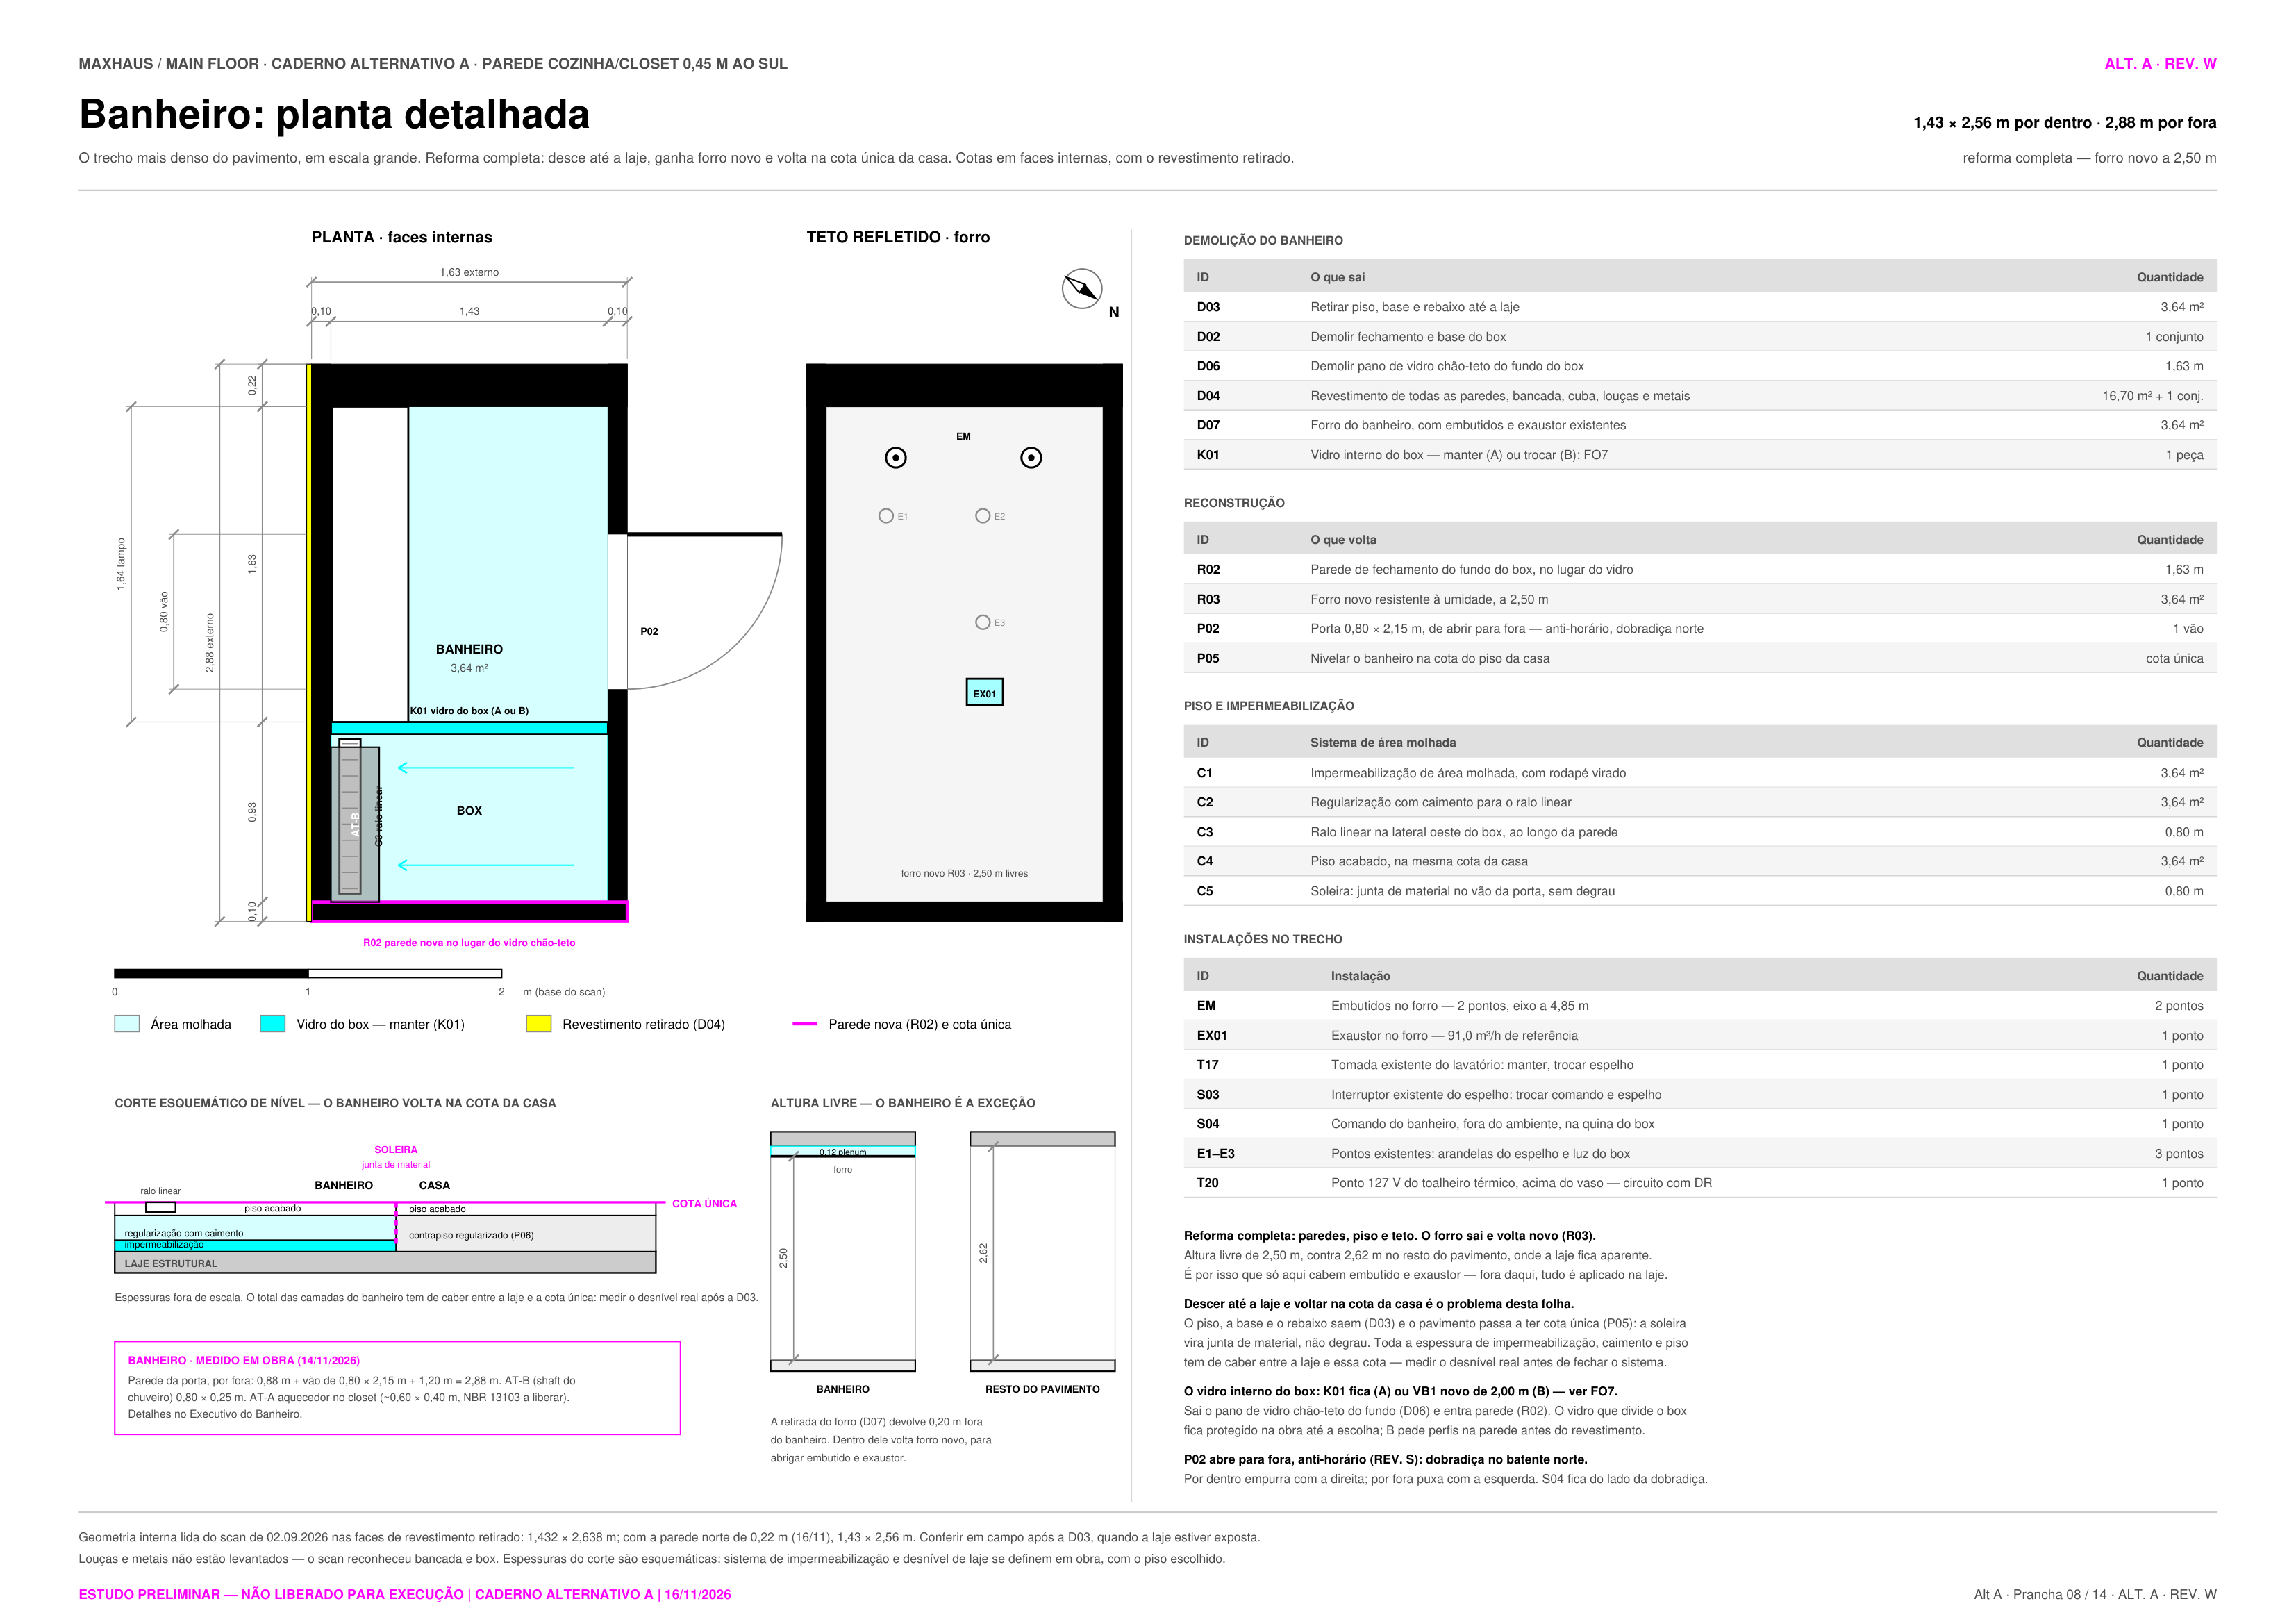 MAXHAUS / MAIN FLOOR · CADERNO ALTERNATIVO A · PAREDE COZINHA/CLOSET 0,45 M AO SUL
ALT. A · REV. W
Banheiro: planta detalhada
1,43 × 2,56 m por dentro · 2,88 m por fora
O trecho mais denso do pavimento, em escala grande. Reforma completa: desce até a laje, ganha forro novo e volta na cota única da casa. Cotas em faces internas, com o revestimento retirado.
reforma completa — forro novo a 2,50 m
PLANTA · faces internas
1,63 externo
0,10
1,43
0,10
0,22
1,63
0,93
0,10
1,64 tampo
0,80 vão
2,88 externo
P02
BANHEIRO
3,64 m²
K01 vidro do box (A ou B)
AT-B
C3 ralo linear
BOX
R02 parede nova no lugar do vidro chão-teto
0
1
2
m (base do scan)
Área molhada
Vidro do box — manter (K01)
Revestimento retirado (D04)
Parede nova (R02) e cota única
TETO REFLETIDO · forro
N
EM
E1
E2
E3
EX01
forro novo R03 · 2,50 m livres
CORTE ESQUEMÁTICO DE NÍVEL — O BANHEIRO VOLTA NA COTA DA CASA
SOLEIRA
junta de material
BANHEIRO
CASA
ralo linear
COTA ÚNICA
piso acabado
piso acabado
regularização com caimento
contrapiso regularizado (P06)
impermeabilização
LAJE ESTRUTURAL
Espessuras fora de escala. O total das camadas do banheiro tem de caber entre a laje e a cota única: medir o desnível real após a D03.
BANHEIRO · MEDIDO EM OBRA (14/11/2026)
Parede da porta, por fora: 0,88 m + vão de 0,80 × 2,15 m + 1,20 m = 2,88 m. AT-B (shaft do
chuveiro) 0,80 × 0,25 m. AT-A aquecedor no closet (~0,60 × 0,40 m, NBR 13103 a liberar).
Detalhes no Executivo do Banheiro.
ALTURA LIVRE — O BANHEIRO É A EXCEÇÃO
0,12 plenum
forro
2,50
2,62
BANHEIRO
RESTO DO PAVIMENTO
A retirada do forro (D07) devolve 0,20 m fora
do banheiro. Dentro dele volta forro novo, para
abrigar embutido e exaustor.
DEMOLIÇÃO DO BANHEIRO
ID O que sai Quantidade
D03 Retirar piso, base e rebaixo até a laje 3,64 m²
D02 Demolir fechamento e base do box 1 conjunto
D06 Demolir pano de vidro chão-teto do fundo do box 1,63 m
D04 Revestimento de todas as paredes, bancada, cuba, louças e metais 16,70 m² + 1 conj.
D07 Forro do banheiro, com embutidos e exaustor existentes 3,64 m²
K01 Vidro interno do box — manter (A) ou trocar (B): FO7 1 peça
RECONSTRUÇÃO
ID O que volta Quantidade
R02 Parede de fechamento do fundo do box, no lugar do vidro 1,63 m
R03 Forro novo resistente à umidade, a 2,50 m 3,64 m²
P02 Porta 0,80 × 2,15 m, de abrir para fora — anti-horário, dobradiça norte 1 vão
P05 Nivelar o banheiro na cota do piso da casa cota única
PISO E IMPERMEABILIZAÇÃO
ID Sistema de área molhada Quantidade
C1 Impermeabilização de área molhada, com rodapé virado 3,64 m²
C2 Regularização com caimento para o ralo linear 3,64 m²
C3 Ralo linear na lateral oeste do box, ao longo da parede 0,80 m
C4 Piso acabado, na mesma cota da casa 3,64 m²
C5 Soleira: junta de material no vão da porta, sem degrau 0,80 m
INSTALAÇÕES NO TRECHO
ID Instalação Quantidade
EM Embutidos no forro — 2 pontos, eixo a 4,85 m 2 pontos
EX01 Exaustor no forro — 91,0 m³/h de referência 1 ponto
T17 Tomada existente do lavatório: manter, trocar espelho 1 ponto
S03 Interruptor existente do espelho: trocar comando e espelho 1 ponto
S04 Comando do banheiro, fora do ambiente, na quina do box 1 ponto
E1–E3 Pontos existentes: arandelas do espelho e luz do box 3 pontos
T20 Ponto 127 V do toalheiro térmico, acima do vaso — circuito com DR 1 ponto
Reforma completa: paredes, piso e teto. O forro sai e volta novo (R03).
Altura livre de 2,50 m, contra 2,62 m no resto do pavimento, onde a laje fica aparente.
É por isso que só aqui cabem embutido e exaustor — fora daqui, tudo é aplicado na laje.
Descer até a laje e voltar na cota da casa é o problema desta folha.
O piso, a base e o rebaixo saem (D03) e o pavimento passa a ter cota única (P05): a soleira
vira junta de material, não degrau. Toda a espessura de impermeabilização, caimento e piso
tem de caber entre a laje e essa cota — medir o desnível real antes de fechar o sistema.
O vidro interno do box: K01 fica (A) ou VB1 novo de 2,00 m (B) — ver FO7.
Sai o pano de vidro chão-teto do fundo (D06) e entra parede (R02). O vidro que divide o box
fica protegido na obra até a escolha; B pede perfis na parede antes do revestimento.
P02 abre para fora, anti-horário (REV. S): dobradiça no batente norte.
Por dentro empurra com a direita; por fora puxa com a esquerda. S04 fica do lado da dobradiça.
Geometria interna lida do scan de 02.09.2026 nas faces de revestimento retirado: 1,432 × 2,638 m; com a parede norte de 0,22 m (16/11), 1,43 × 2,56 m. Conferir em campo após a D03, quando a laje estiver exposta.
Louças e metais não estão levantados — o scan reconheceu bancada e box. Espessuras do corte são esquemáticas: sistema de impermeabilização e desnível de laje se definem em obra, com o piso escolhido.
ESTUDO PRELIMINAR — NÃO LIBERADO PARA EXECUÇÃO | CADERNO ALTERNATIVO A | 16/11/2026
Alt A · Prancha 08 / 14 · ALT. A · REV. W